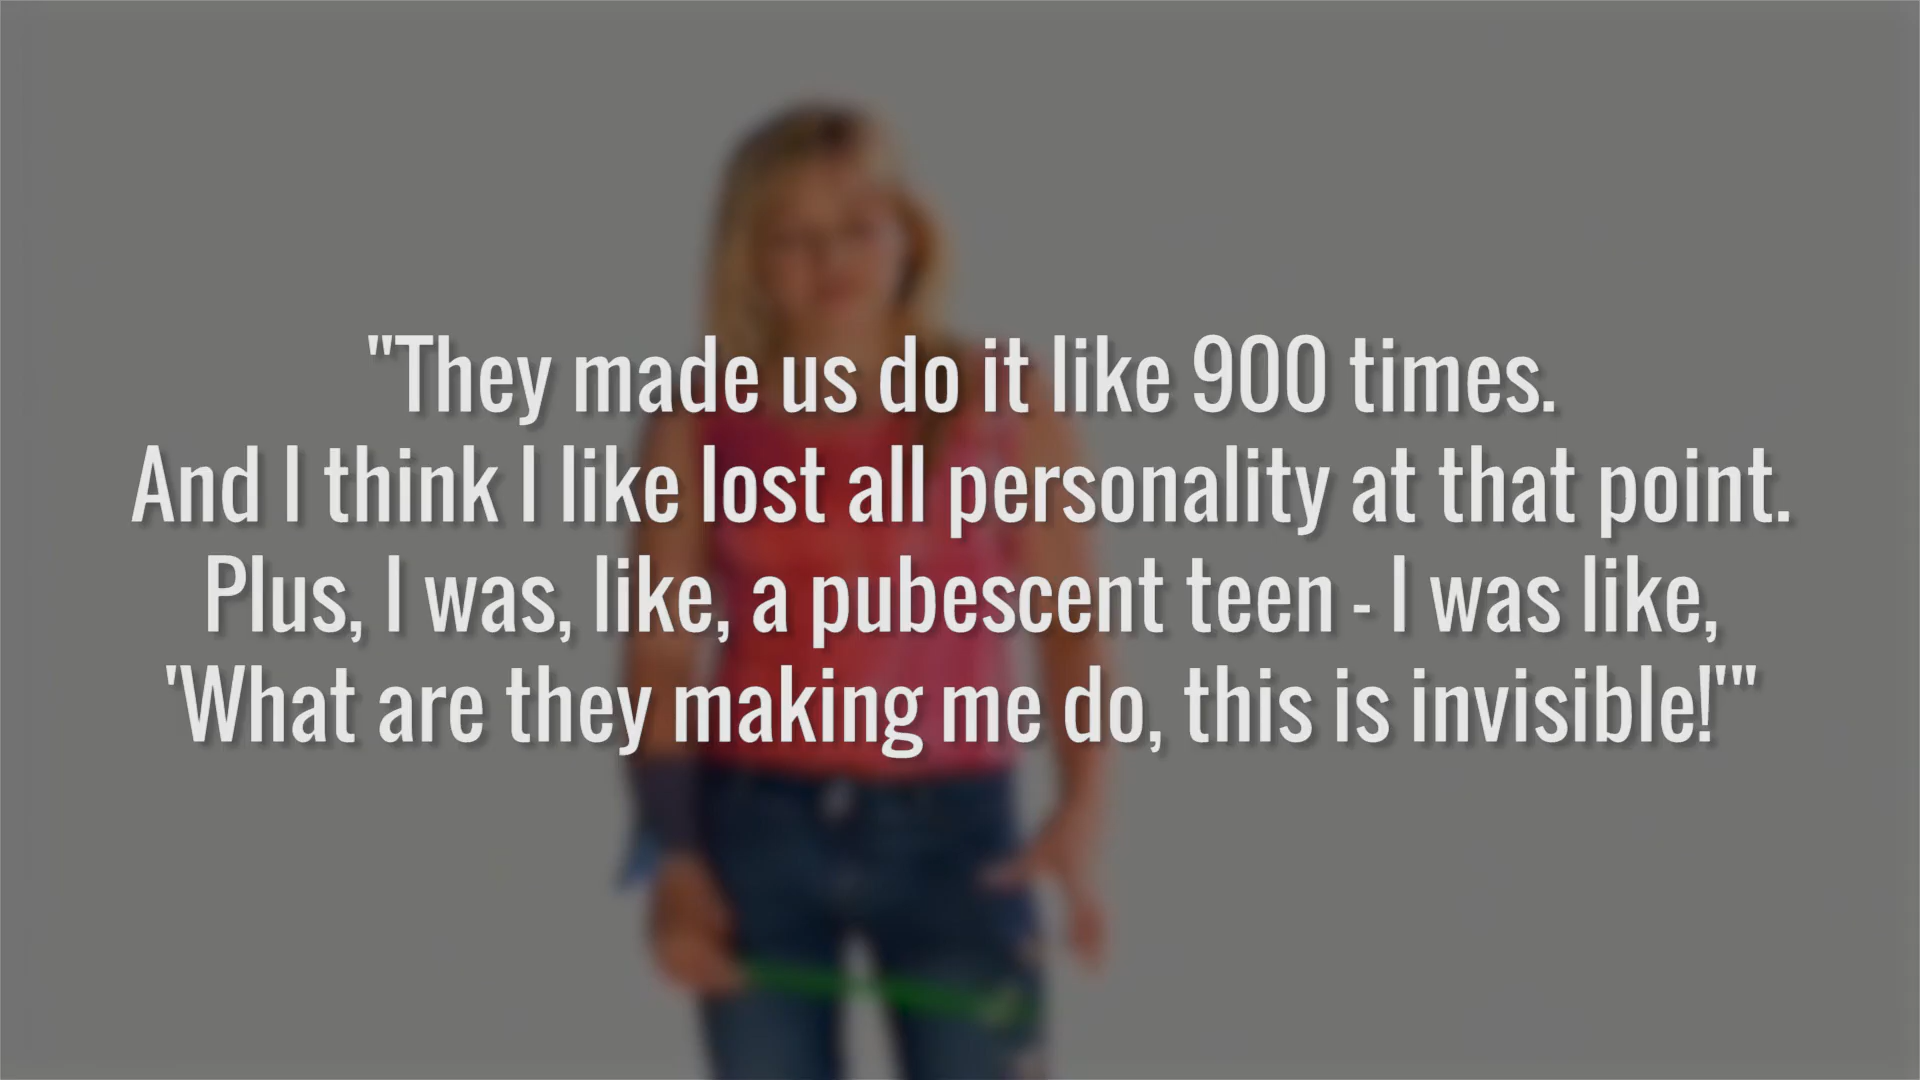 "They made us do it like 900 times.
And I think I like lost all personality at that point.
Plus, I was, like, a pubescent teen - I was like,
'What are they making me do, this is invisible!'"